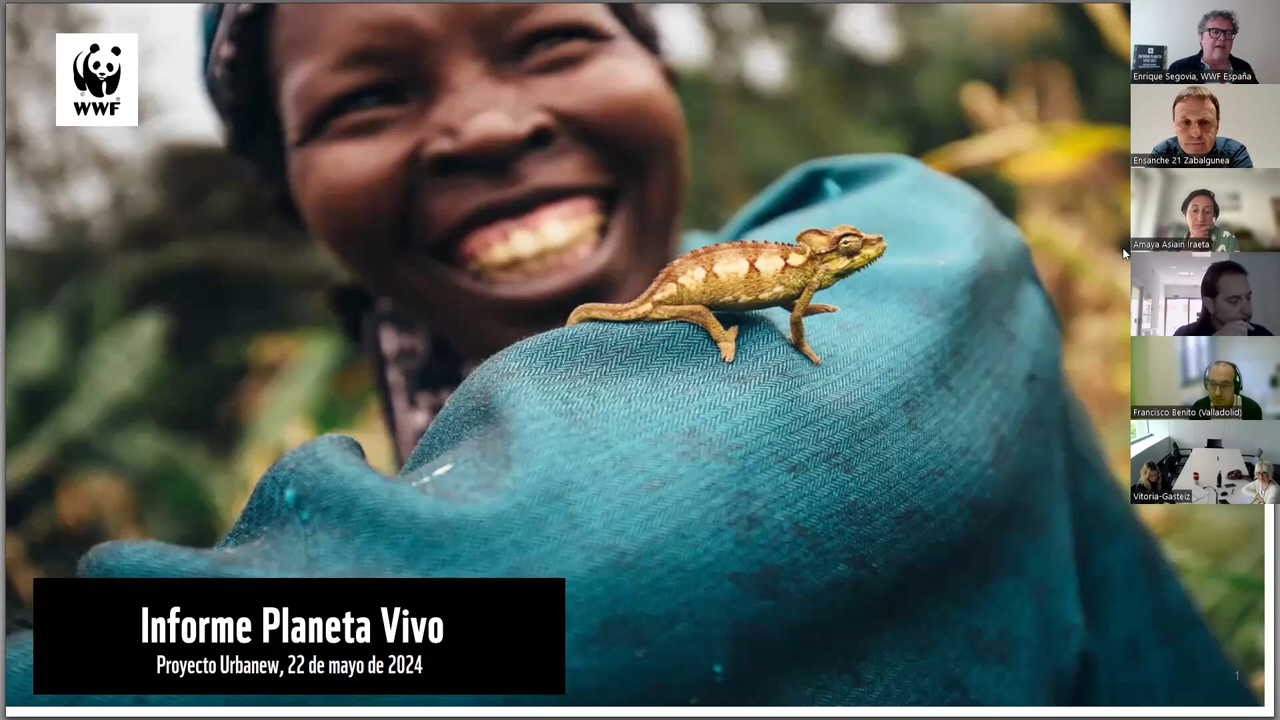 WWF
Informe Planeta Vivo
Proyecto Urbanew, 22 de mayo de 2024
1
Enrique Segovia, WWF España
Ensanche 21 Zabalgunea
Amaya Asiain Iraeta
Francisco Benito (Valladolid)
Vitoria-Gasteiz